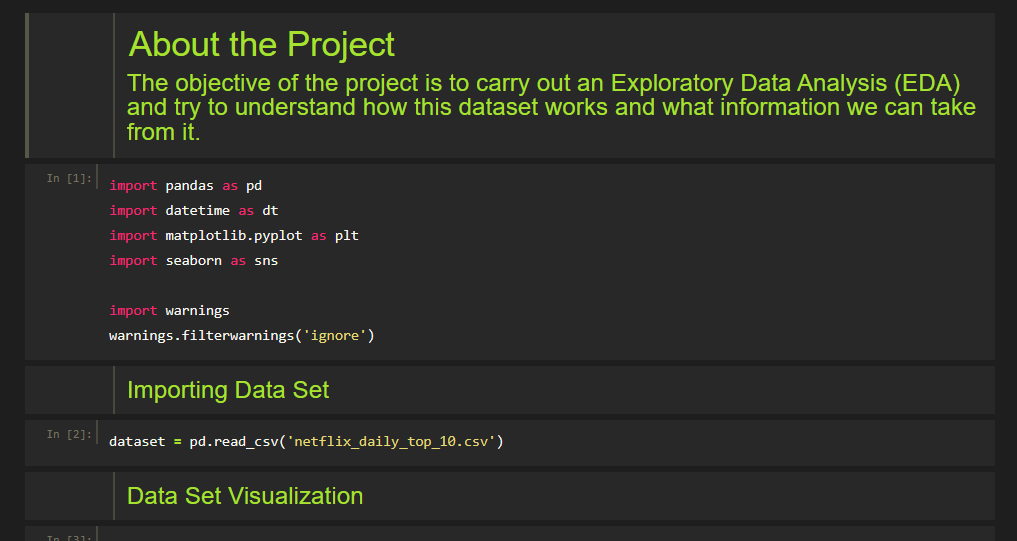 About the Project
The objective of the project is to carry out an Exploratory Data Analysis (EDA)
and try to understand how this dataset works and what information we can take
from it.
In [1]:
import pandas as pd
import datetime as dt
import matplotlib.pyplot as plt
import seaborn as sns
import warnings
warnings.filterwarnings('ignore')
Importing Data Set
In [2]:
dataset = pd.read_csv('netflix_daily_top_10.csv')
Data Set Visualization
In [3]: